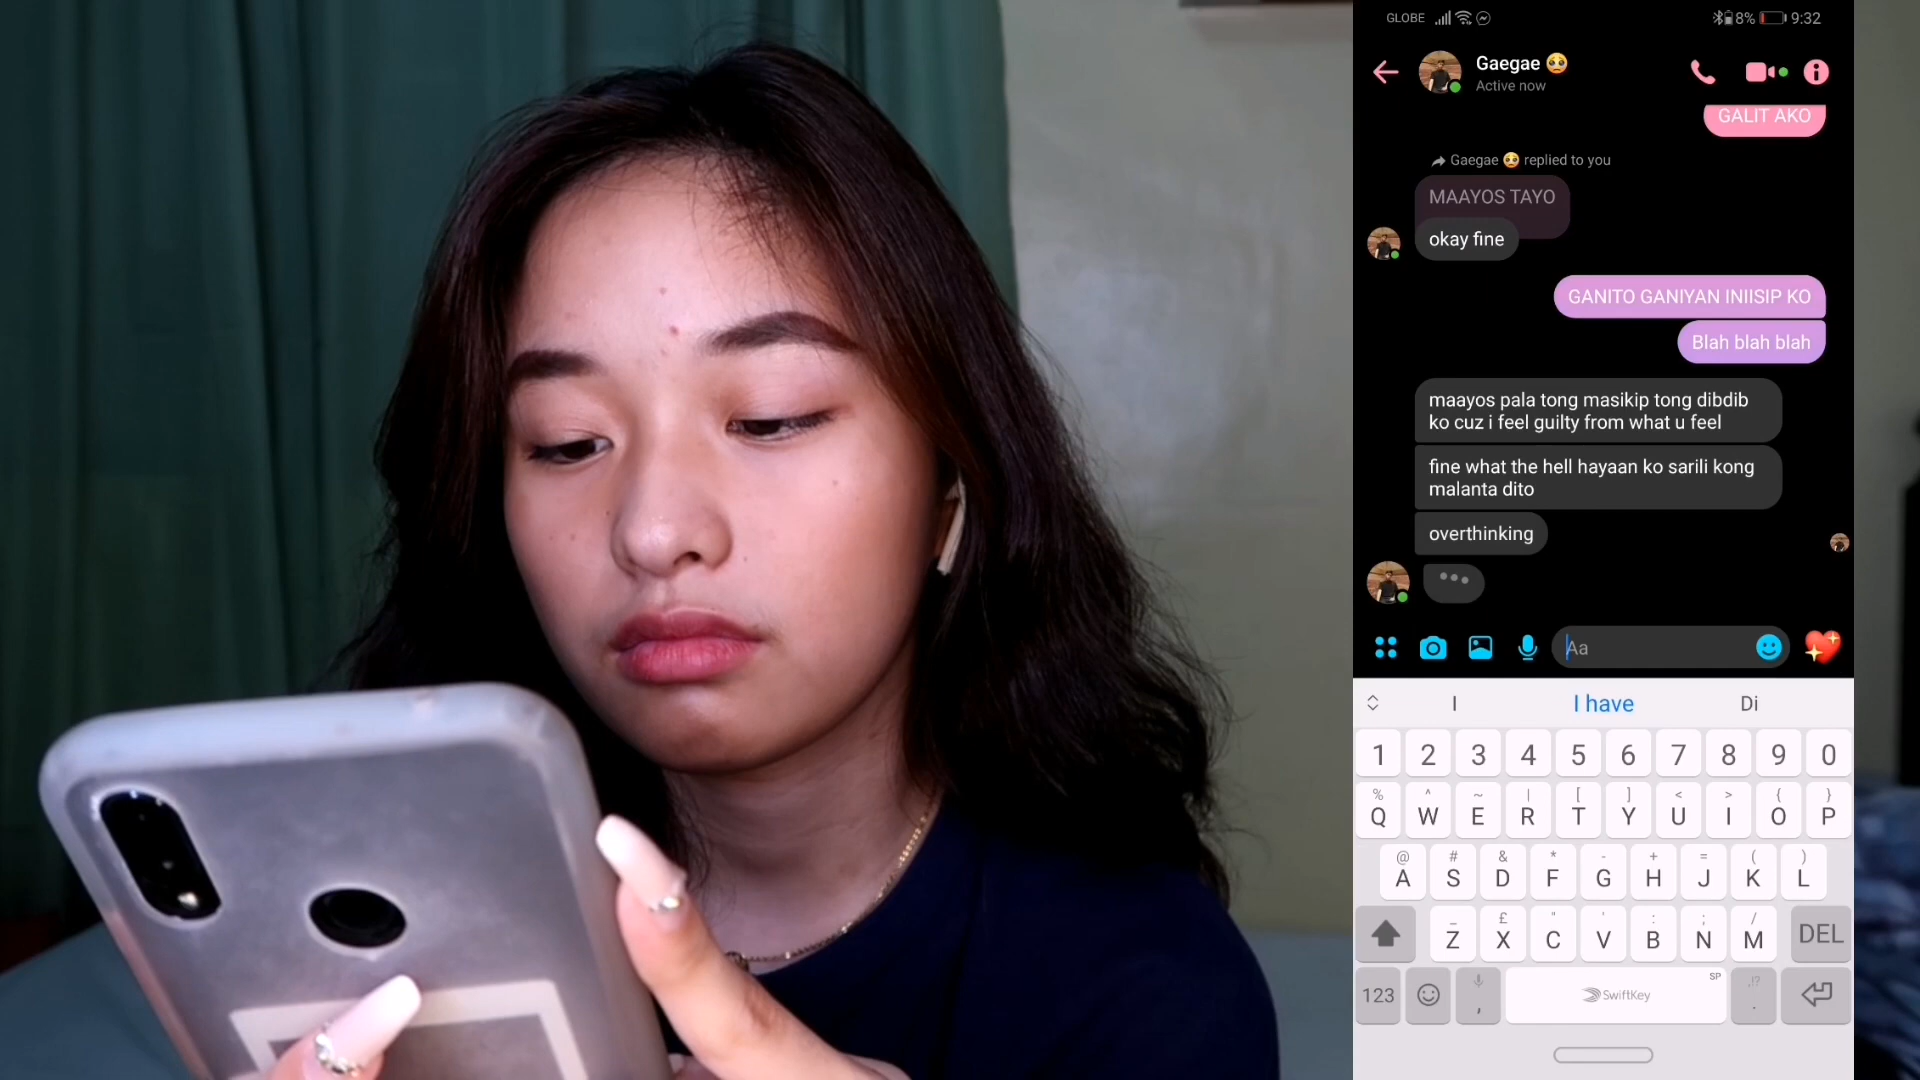 GLOBE 8% 9:32
Gaegae
Active now
GALIT AKO
Gaegae replied to you
MAAYOS TAYO
okay fine
GANITO GANIYAN INIISIP KO
Blah blah blah
maayos pala tong masikip tong dibdib
ko cuz i feel guilty from what u feel
fine what the hell hayaan ko sarili kong
malanta dito
overthinking
Aa
I I have Di
1 2 3 4 5 6 7 8 9 0
% ^ ~ | [ ] < > { }
Q W E R T Y U I O P
@ # & * - + = ( )
A S D F G H J K L
_ £ " ' : ; /
Z X C V B N M DEL
SP ,!?
123 , SwiftKey .